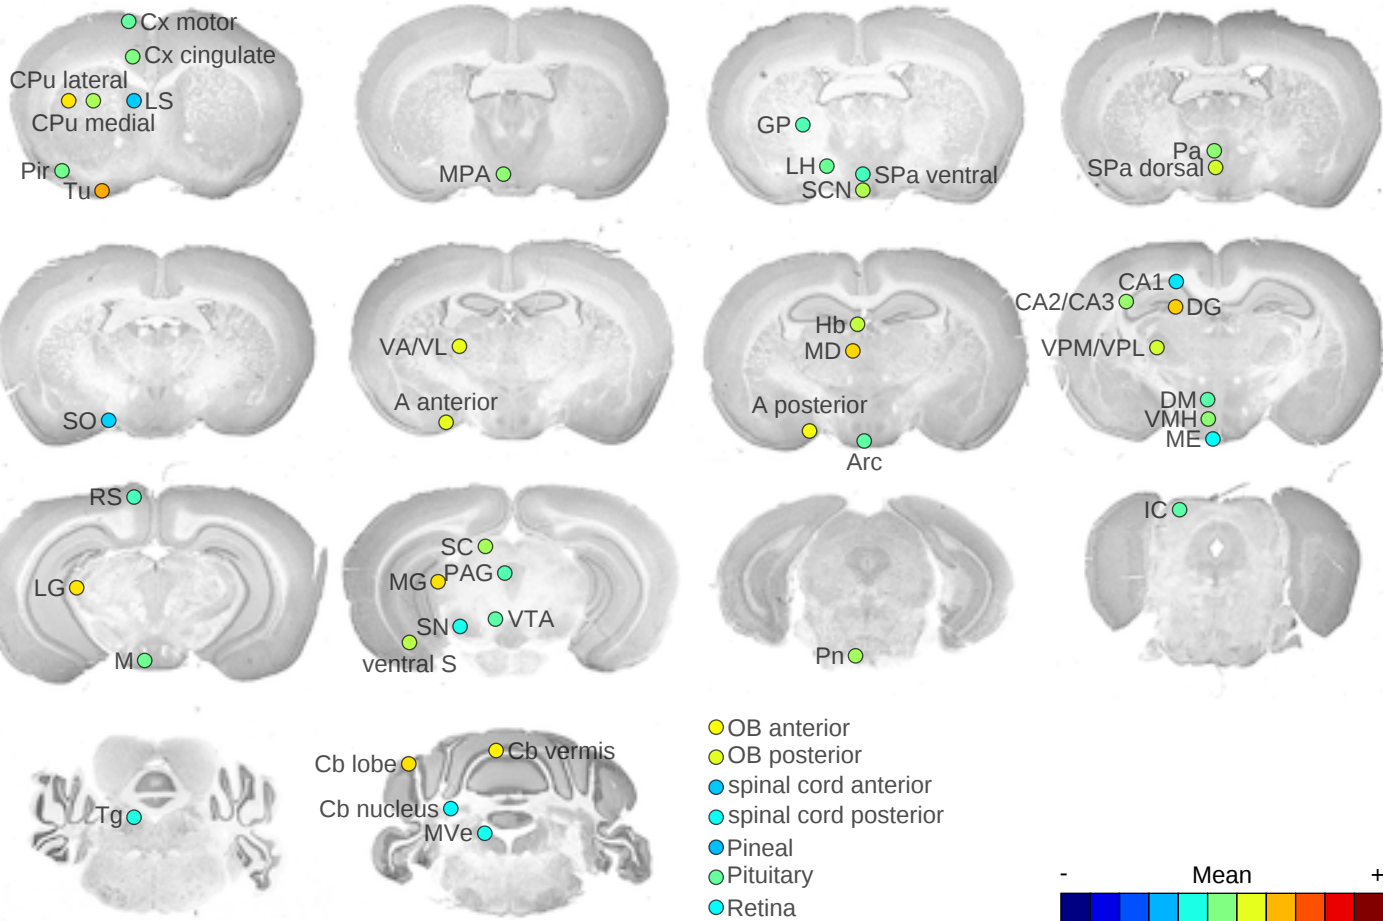 Cx motor
Cx cingulate
CPu lateral
LS
CPu medial
Pir
Tu
MPA
GP
LH
SPa ventral
SCN
Pa
SPa dorsal
SO
VA/VL
A anterior
Hb
MD
A posterior
Arc
CA1
CA2/CA3
DG
VPM/VPL
DM
VMH
ME
RS
LG
M
SC
MG
PAG
SN
VTA
ventral S
Pn
IC
Tg
Cb lobe
Cb vermis
Cb nucleus
MVe
OB anterior
OB posterior
spinal cord anterior
spinal cord posterior
Pineal
Pituitary
Retina
- Mean +